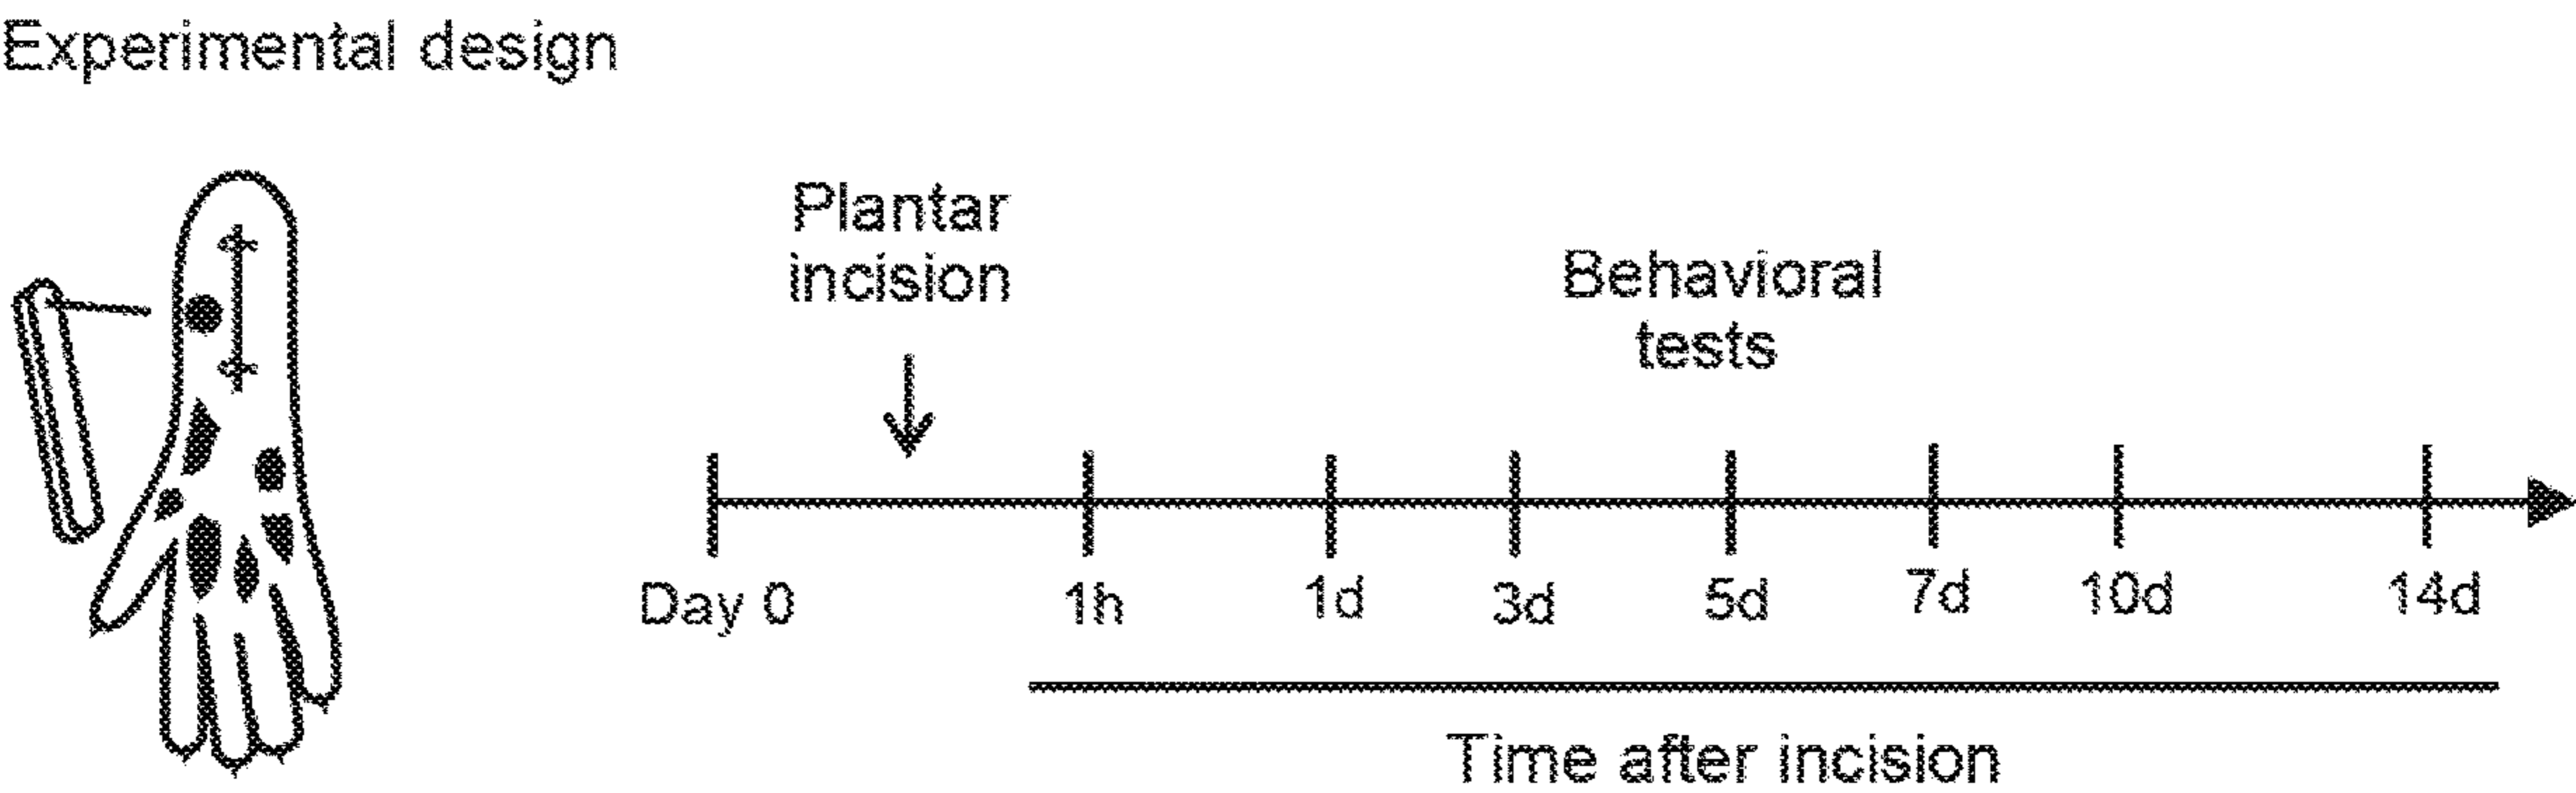 Experimental design
Plantar
incision
Behavioral
tests
Day 0
1h
1d
3d
5d
7d
10d
14d
Time after incision